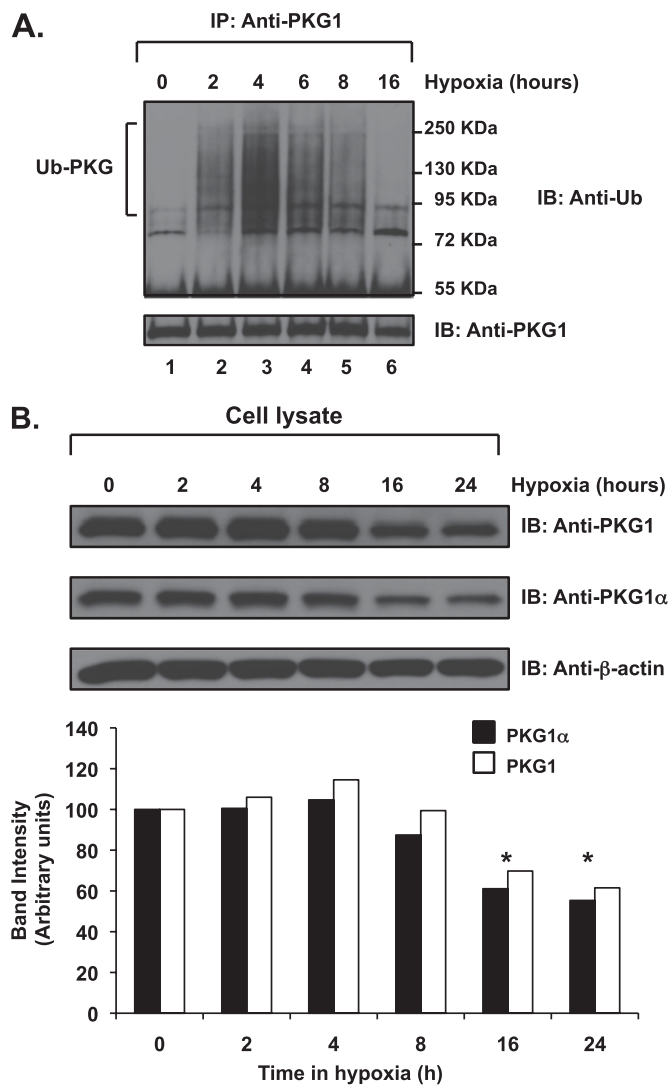 A.
IP: Anti-PKG1
0 2 4 6 8 16 Hypoxia (hours)
250 KDa
130 KDa
Ub-PKG
95 KDa
IB: Anti-Ub
72 KDa
55 KDa
IB: Anti-PKG1
1 2 3 4 5 6
B.
Cell lysate
0 2 4 8 16 24 Hypoxia (hours)
IB: Anti-PKG1
IB: Anti-PKG1α
IB: Anti-β-actin
Band Intensity
(Arbitrary units)
140
120
100
80
60
40
20
0
PKG1α
PKG1
* *
0 2 4 8 16 24
Time in hypoxia (h)